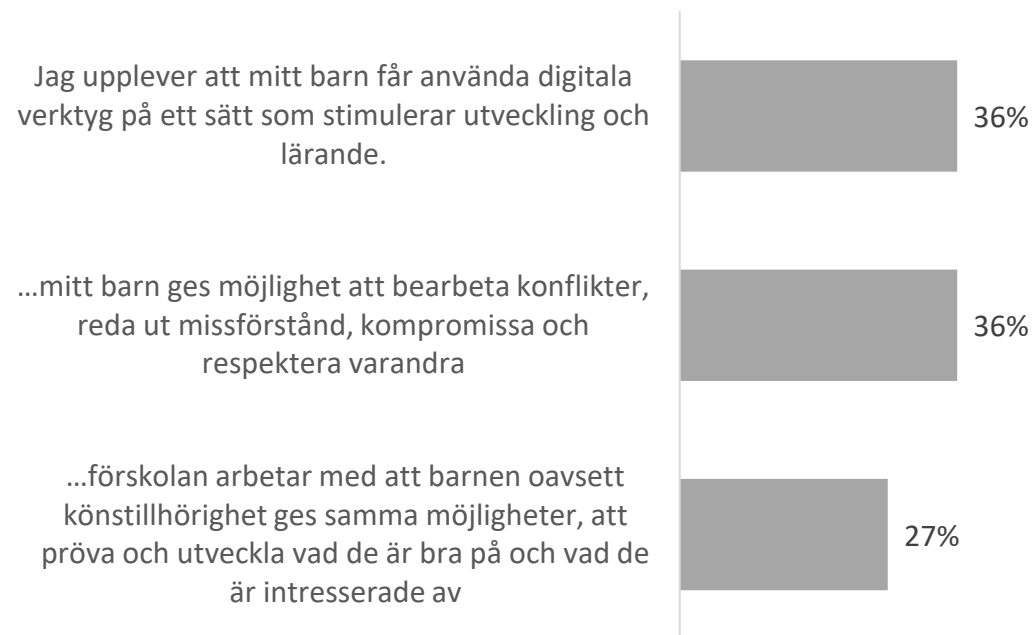 Jag upplever att mitt barn får använda digitala
verktyg på ett sätt som stimulerar utveckling och
lärande.
36%
…mitt barn ges möjlighet att bearbeta konflikter,
reda ut missförstånd, kompromissa och
respektera varandra
36%
…förskolan arbetar med att barnen oavsett
könstillhörighet ges samma möjligheter, att
pröva och utveckla vad de är bra på och vad de
är intresserade av
27%